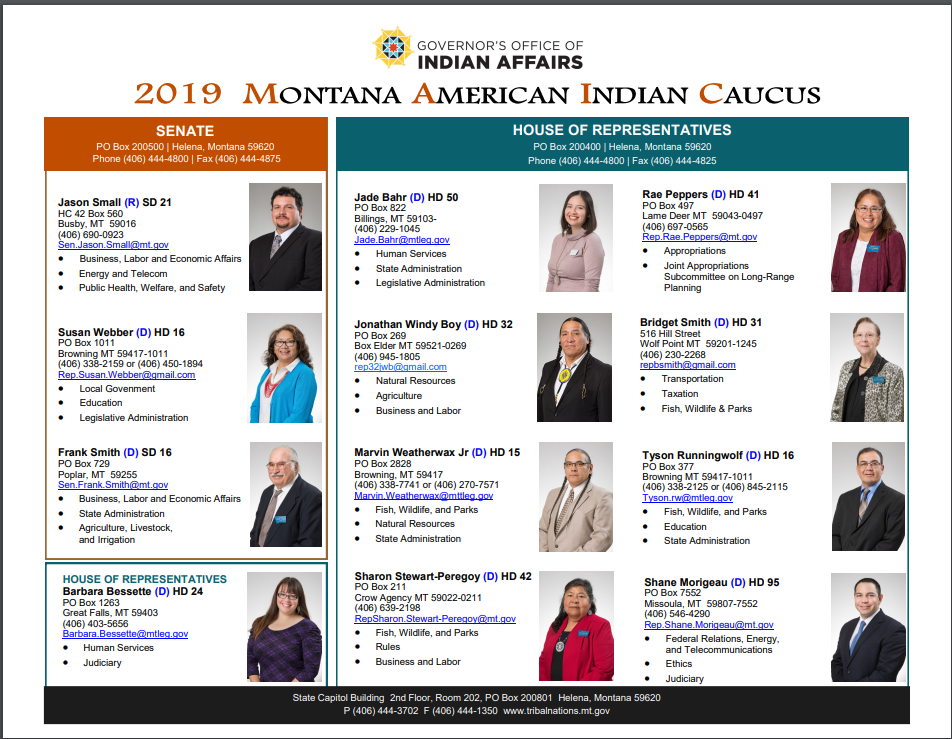 GOVERNOR'S OFFICE OF
INDIAN AFFAIRS
2019 MONTANA AMERICAN INDIAN CAUCUS
SENATE
PO Box 200500 | Helena, Montana 59620
Phone (406) 444-4800 | Fax (406) 444-4875
Jason Small (R) SD 21
HC 42 Box 560
Busby, MT 59016
(406) 690-0923
Sen.Jason.Small@mt.gov
• Business, Labor and Economic Affairs
• Energy and Telecom
• Public Health, Welfare, and Safety
Susan Webber (D) HD 16
PO Box 1011
Browning MT 59417-1011
(406) 338-2159 or (406) 450-1894
Rep.Susan.Webber@gmail.com
• Local Govenment
• Education
• Legislative Administration
Frank Smith (D) SD 16
PO Box 729
Poplar, MT 59255
Sen.Frank.Smith@mt.gov
• Business, Labor and Economic Affairs
• State Administration
• Agriculture, Livestock,
and Irrigation
HOUSE OF REPRESENTATIVES
Barbara Bessette (D) HD 24
PO Box 1263
Great Falls, MT 59403
(406) 403-5656
Barbara.Bessette@mtleg.gov
• Human Services
• Judiciary
HOUSE OF REPRESENTATIVES
PO Box 200400 | Helena, Montana 59620
Phone (406) 444-4800 | Fax (406) 444-4825
Jade Bahr (D) HD 50
PO Box 822
Billings, MT 59103-
(406) 229-1045
Jade.Bahr@mtleg.gov
• Human Services
• State Administration
• Legislative Administration
Jonathan Windy Boy (D) HD 32
PO Box 269
Box Elder MT 59521-0269
(406) 945-1805
rep32jwb@gmail.com
• Natural Resources
• Agriculture
• Business and Labor
Marvin Weatherwax Jr (D) HD 15
PO Box 2828
Browning, MT 59417
(406) 338-7741 or (406) 270-7571
Marvin.Weatherwax@mttleg.gov
• Fish, Wildlife, and Parks
• Natural Resources
• State Administration
Sharon Stewart-Peregoy (D) HD 42
PO Box 211
Crow Agency MT 59022-0211
(406) 639-2198
RepSharon.Stewart-Peregoy@mt.gov
• Fish, Wildlife, and Parks
• Rules
• Business and Labor
Rae Peppers (D) HD 41
PO Box 497
Lame Deer MT 59043-0497
(406) 697-0565
Rep.Rae.Peppers@mt.gov
• Appropriations
• Joint Appropriations
Subcommittee on Long-Range
Planning
Bridget Smith (D) HD 31
516 Hill Street
Wolf Point MT 59201-1245
(406) 230-2268
repbsmith@gmail.com
• Transportation
• Taxation
• Fish, Wildlife & Parks
Tyson Runningwolf (D) HD 16
PO Box 377
Browning MT 59417-1011
(406) 338-2125 or (406) 845-2115
Tyson.rw@mtleg.gov
• Fish, Wildlife, and Parks
• Education
• State Administration
Shane Morigeau (D) HD 95
PO Box 7552
Missoula, MT 59807-7552
(406) 546-4290
Rep.Shane.Morigeau@mt.gov
• Federal Relations, Energy,
and Telecommunications
• Ethics
• Judiciary
State Capitol Building 2nd Floor, Room 202, PO Box 200801 Helena, Montana 59620
P (406) 444-3702 F (406) 444-1350 www.tribalnations.mt.gov